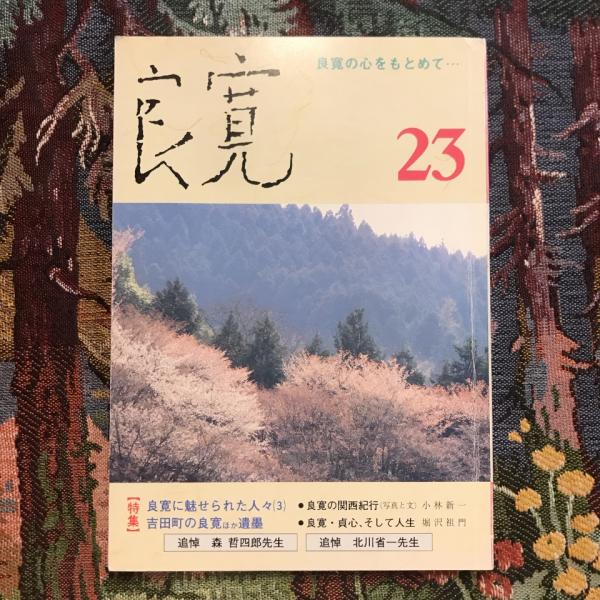 良寛の心をもとめて…
良寛
23
【特集】
良寛に魅せられた人々(3)
吉田町の良寛ほか遺墨
●良寛の関西紀行(写真と文) 小林新一
●良寛・貞心、そして人生 堀沢祖門
追悼 森 哲四郎先生
追悼 北川省一先生